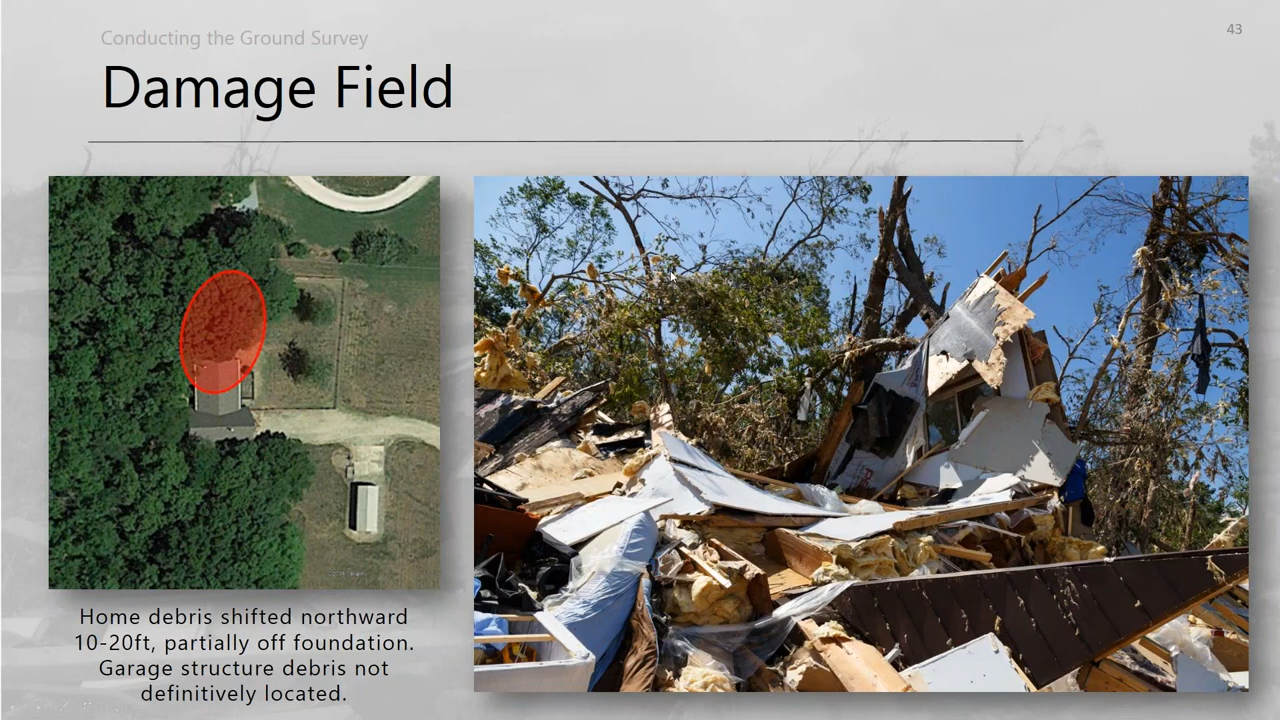 Conducting the Ground Survey
43
Damage Field
Home debris shifted northward
10-20ft, partially off foundation.
Garage structure debris not
definitively located.